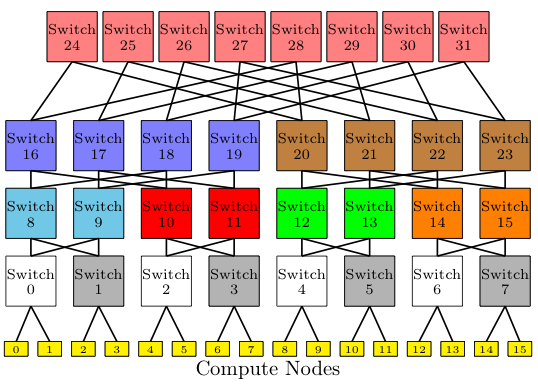 Switch Switch Switch Switch Switch Switch Switch Switch
24 25 26 27 28 29 30 31
Switch Switch Switch Switch Switch Switch Switch Switch
16 17 18 19 20 21 22 23
Switch Switch Switch Switch Switch Switch Switch Switch
8 9 10 11 12 13 14 15
Switch Switch Switch Switch Switch Switch Switch Switch
0 1 2 3 4 5 6 7
0 1 2 3 4 5 6 7 8 9 10 11 12 13 14 15
Compute Nodes